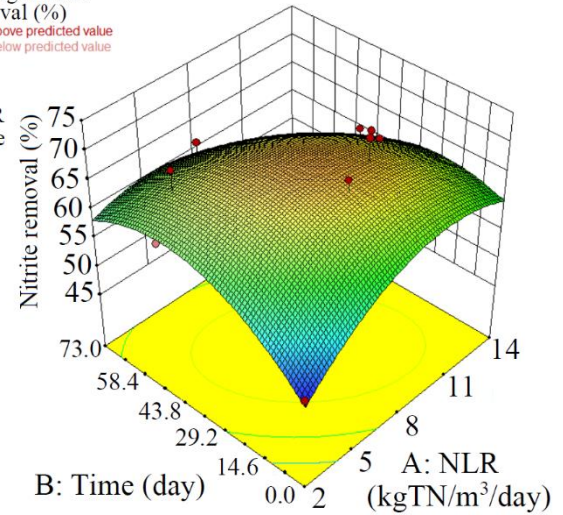 val (%)
bove predicted value
elow predicted value
Nitrite removal (%)
75
70
65
60
55
50
45
73.0
58.4
43.8
29.2
14.6
0.0
B: Time (day)
2
5
8
11
14
A: NLR
(kgTN/m³/day)